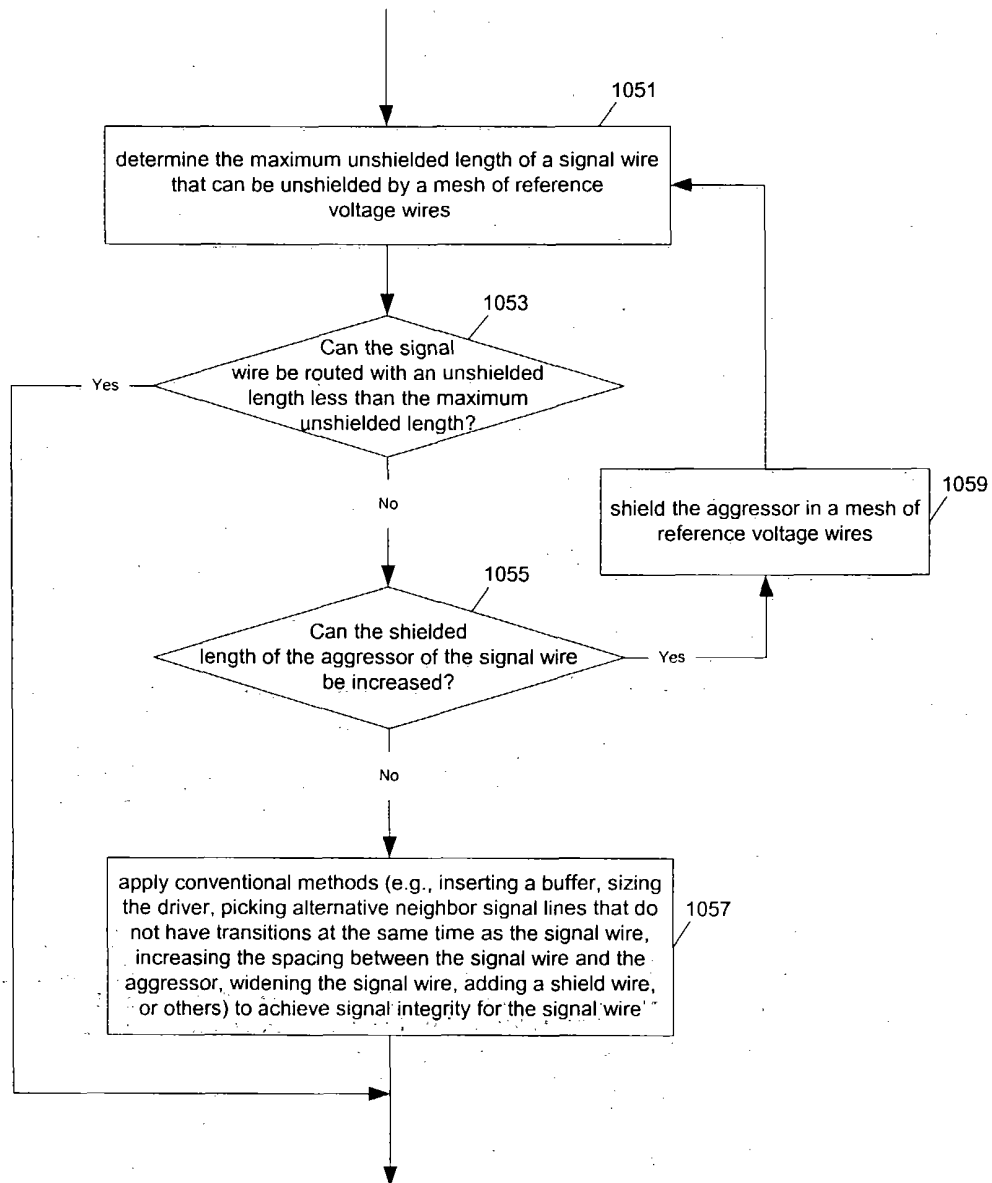 1051
determine the maximum unshielded length of a signal wire
that can be unshielded by a mesh of reference
voltage wires
1053
Can the signal
wire be routed with an unshielded
length less than the maximum
unshielded length?
Yes
No
1059
shield the aggressor in a mesh of
reference voltage wires
1055
Can the shielded
length of the aggressor of the signal wire
be increased?
Yes
No
1057
apply conventional methods (e.g., inserting a buffer, sizing
the driver, picking alternative neighbor signal lines that do
not have transitions at the same time as the signal wire,
increasing the spacing between the signal wire and the
aggressor, widening the signal wire, adding a shield wire,
or others) to achieve signal integrity for the signal wire